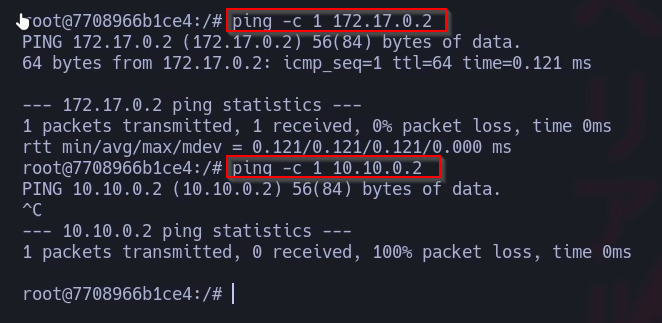 root@7708966b1ce4:/# ping -c 1 172.17.0.2
PING 172.17.0.2 (172.17.0.2) 56(84) bytes of data.
64 bytes from 172.17.0.2: icmp_seq=1 ttl=64 time=0.121 ms

--- 172.17.0.2 ping statistics ---
1 packets transmitted, 1 received, 0% packet loss, time 0ms
rtt min/avg/max/mdev = 0.121/0.121/0.121/0.000 ms
root@7708966b1ce4:/# ping -c 1 10.10.0.2
PING 10.10.0.2 (10.10.0.2) 56(84) bytes of data.
^C
--- 10.10.0.2 ping statistics ---
1 packets transmitted, 0 received, 100% packet loss, time 0ms

root@7708966b1ce4:/#